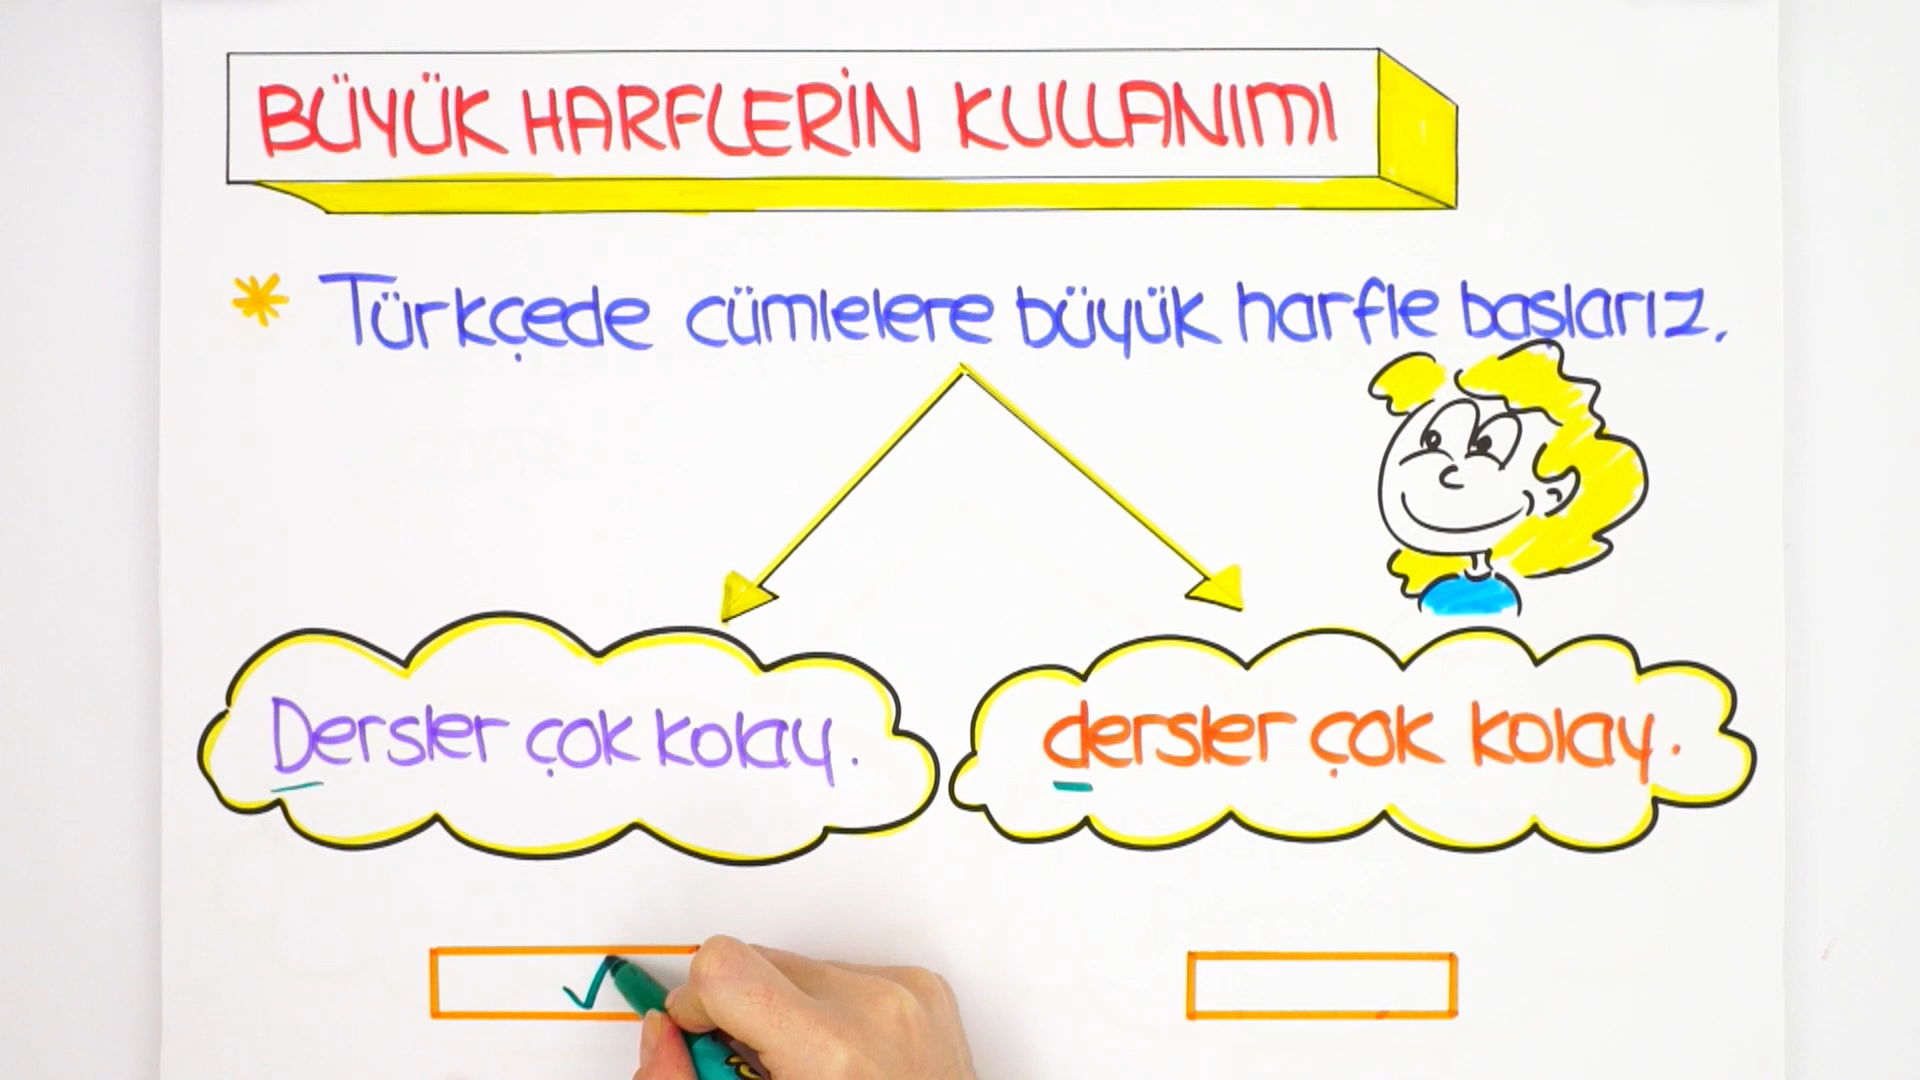 BÜYÜK HARFLERİN KULLANIMI
* Türkçede cümlelere büyük harfle başlarız.
Dersler çok kolay.
dersler çok kolay.